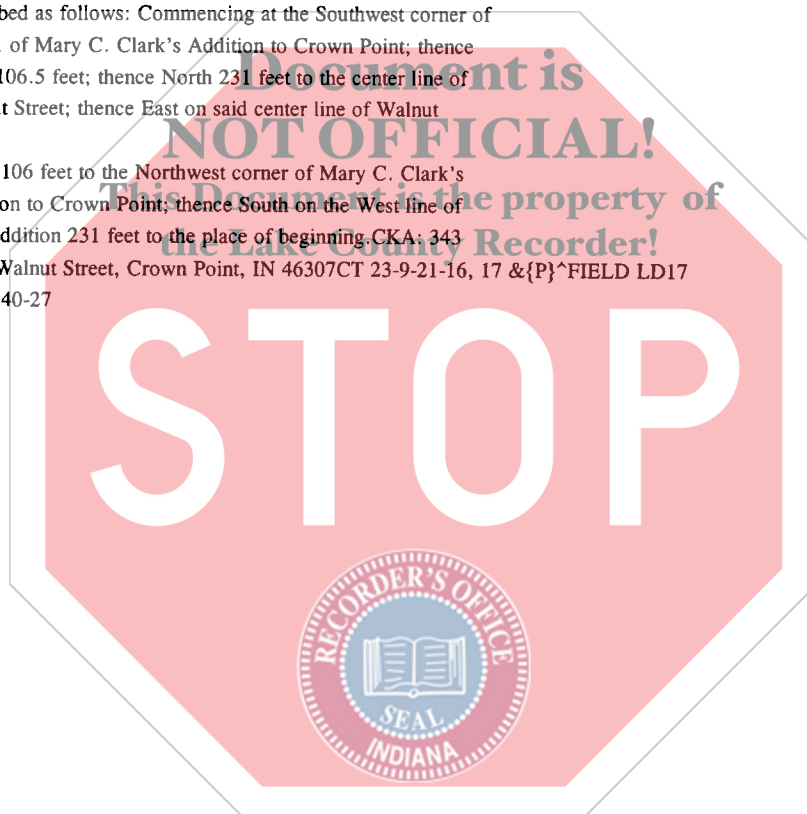 bed as follows: Commencing at the Southwest corner of
of Mary C. Clark's Addition to Crown Point; thence
106.5 feet; thence North 231 feet to the center line of
t Street; thence East on said center line of Walnut
106 feet to the Northwest corner of Mary C. Clark's
on to Crown Point; thence South on the West line of
ddition 231 feet to the place of beginning.CKA: 343
Walnut Street, Crown Point, IN 46307CT 23-9-21-16, 17 &{P}^FIELD LD17
40-27
Document is
NOT OFFICIAL!
This Document is the property of
the Lake County Recorder!
STOP
RECORDER'S OFFICE
SEAL
INDIANA